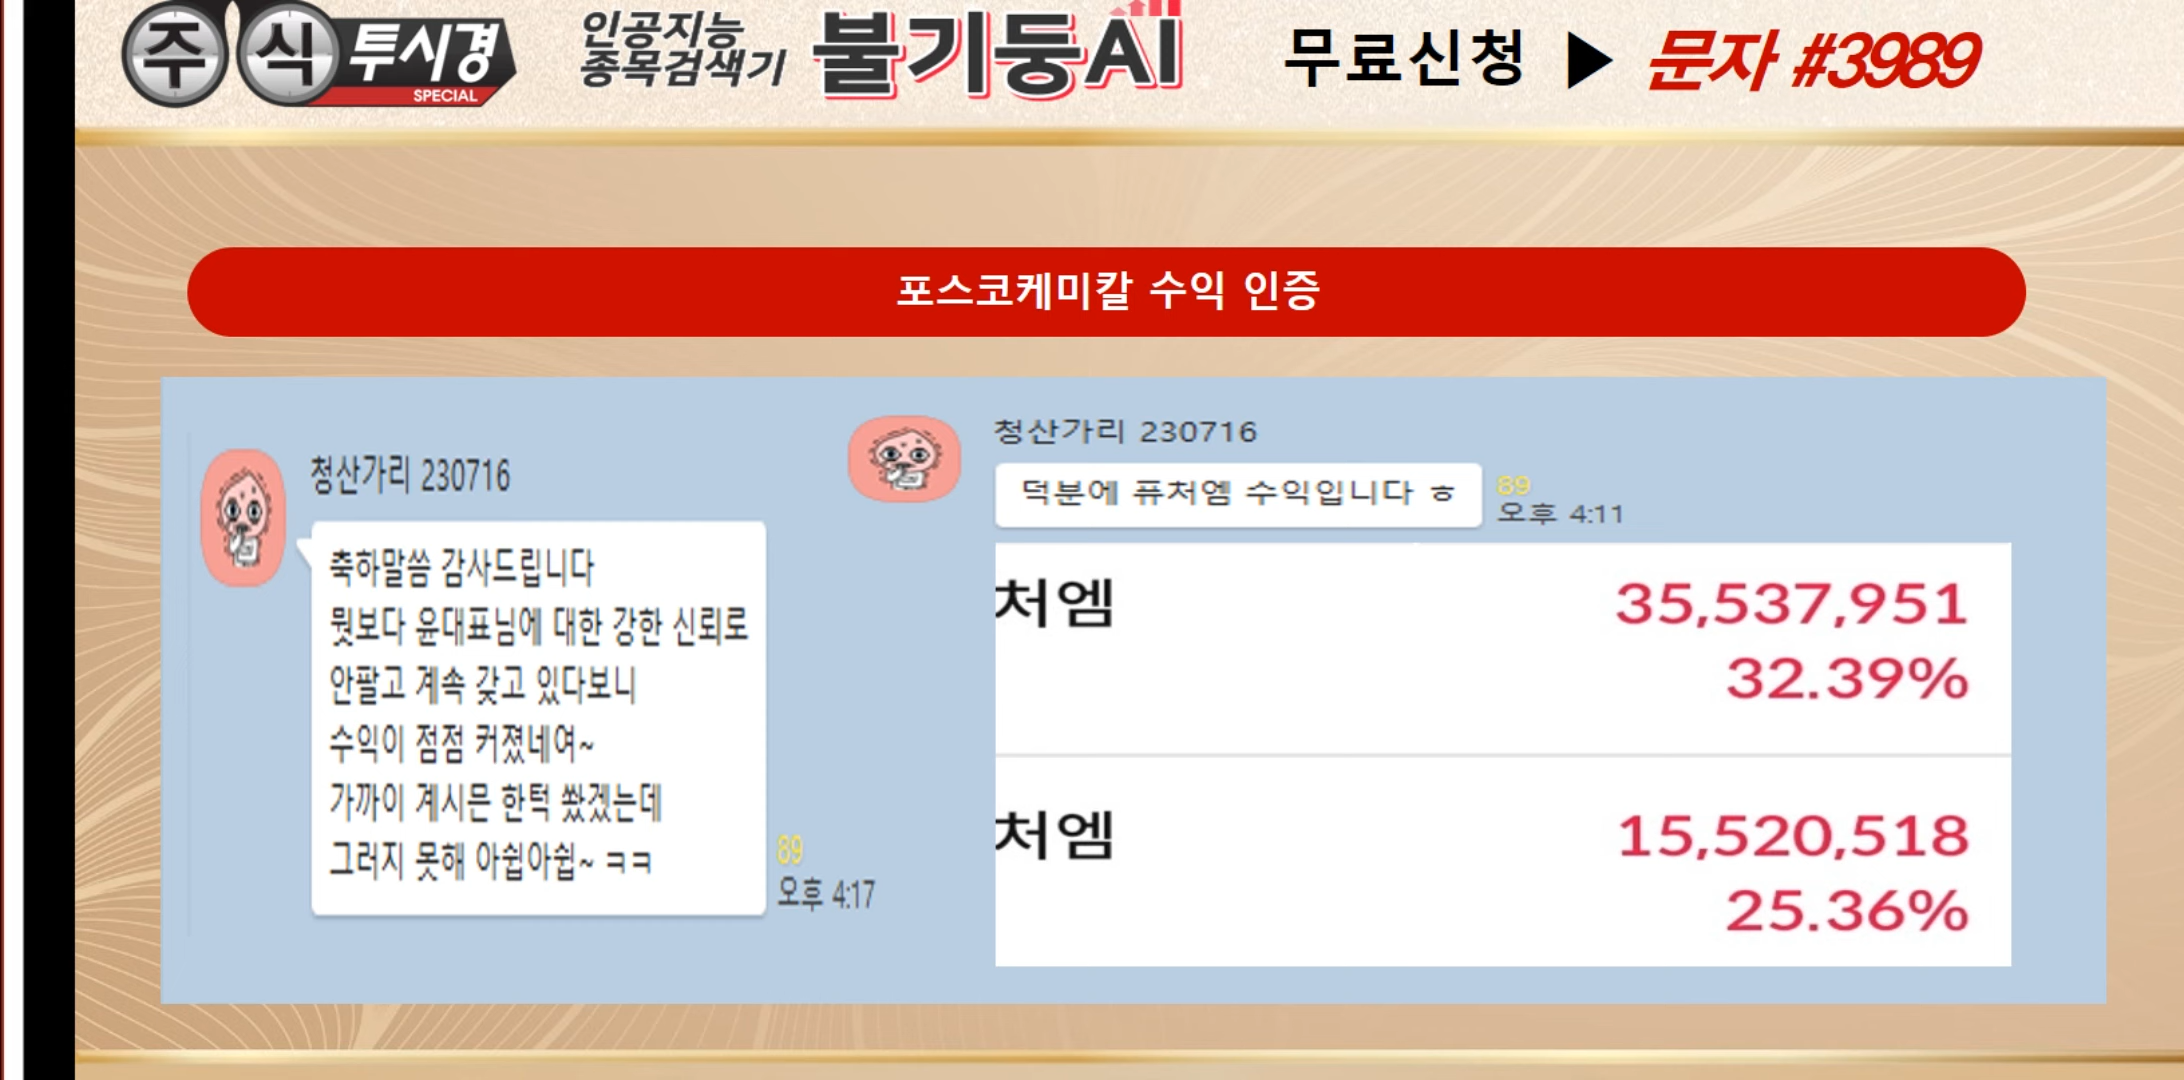 주식투시경
SPECIAL
인공지능
종목검색기
불기둥AI
무료신청 ▶ 문자 #3989
포스코케미칼 수익 인증
청산가리 230716
축하말씀 감사드립니다
뭣보다 윤대표님에 대한 강한 신뢰로
안팔고 계속 갖고 있다보니
수익이 점점 커졌네여~
가까이 계시믄 한턱 쐈겠는데
그러지 못해 아쉽아쉽~ ㅋㅋ
89
오후 4:17
청산가리 230716
덕분에 퓨처엠 수익입니다 ㅎ
89
오후 4:11
처엠 35,537,951
32.39%
처엠 15,520,518
25.36%